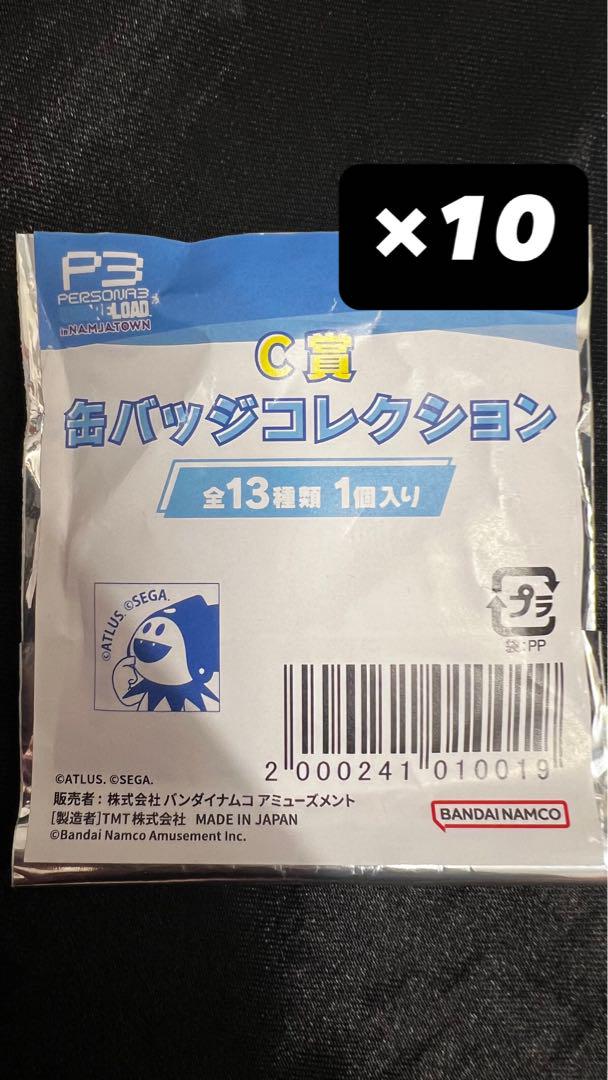 ×10
P3
PERSONA3
RELOAD
in NAMJATOWN
C賞
缶バッジコレクション
全13種類 1個入り
©ATLUS. ©SEGA.
プラ
袋:PP
2 000241 010019
©ATLUS. ©SEGA.
販売者：株式会社 バンダイナムコ アミューズメント
[製造者]TMT株式会社 MADE IN JAPAN
©Bandai Namco Amusement Inc.
BANDAI NAMCO